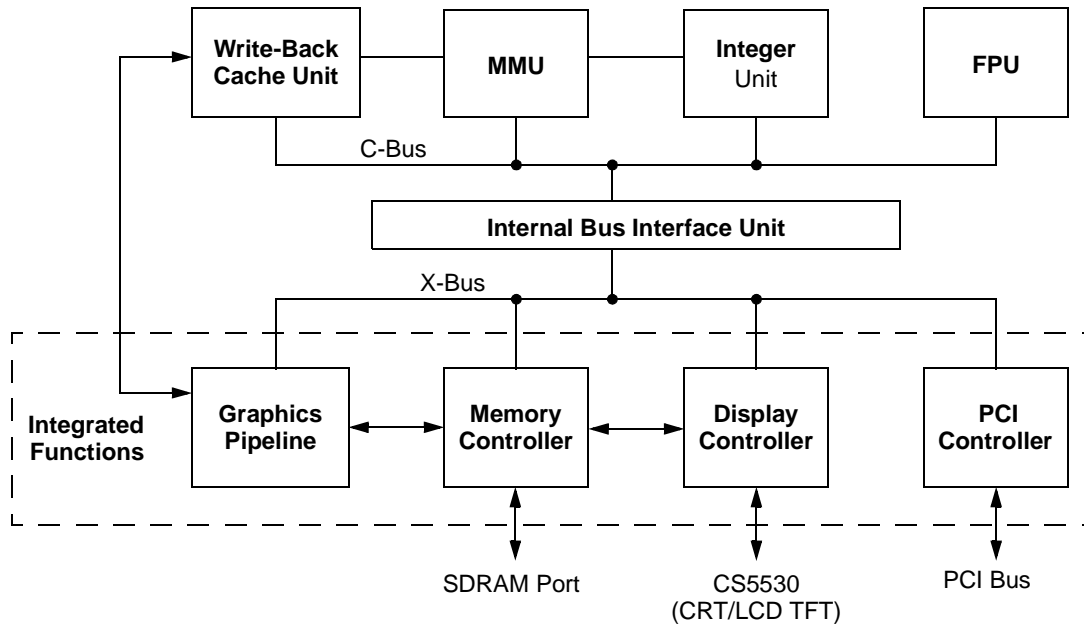 Write-Back
Cache Unit
MMU
Integer
Unit
FPU
C-Bus
Internal Bus Interface Unit
X-Bus
Integrated
Functions
Graphics
Pipeline
Memory
Controller
Display
Controller
PCI
Controller
SDRAM Port
CS5530
(CRT/LCD TFT)
PCI Bus